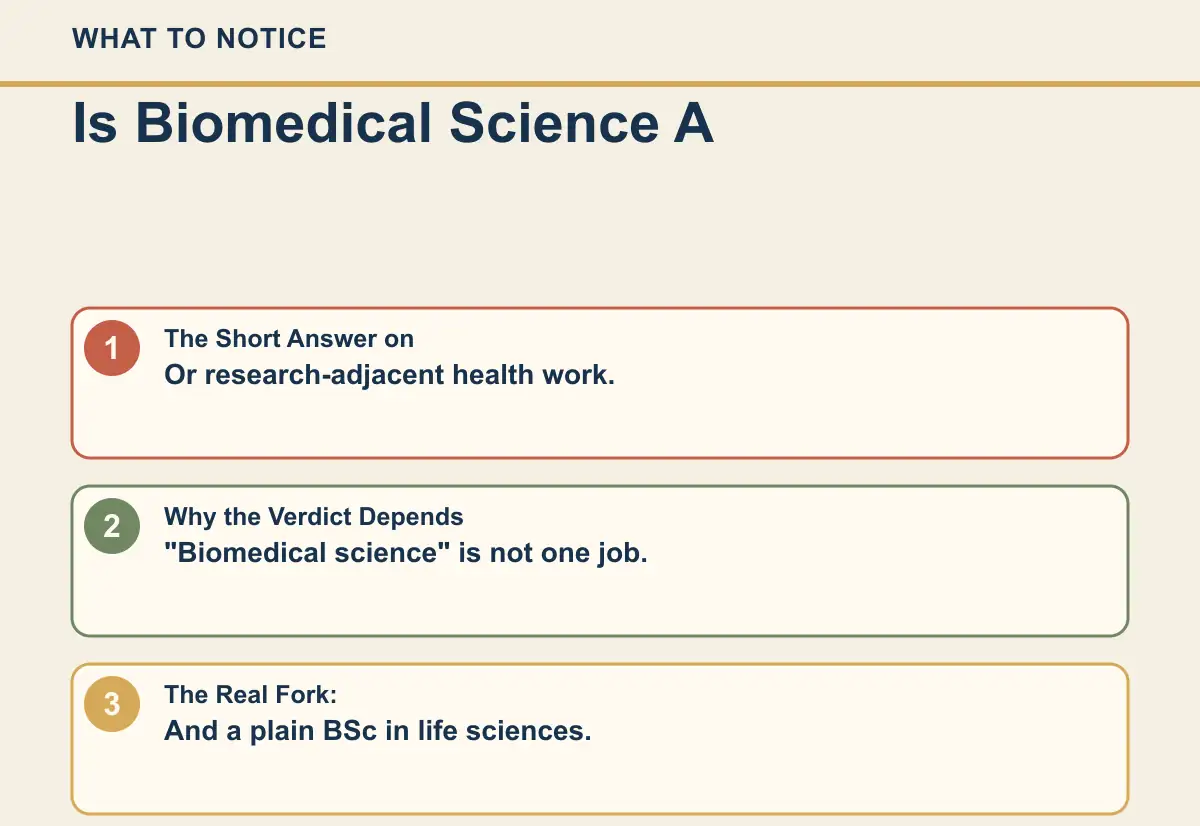 WHAT TO NOTICE
Is Biomedical Science A
1
The Short Answer on
Or research-adjacent health work.
2
Why the Verdict Depends
"Biomedical science" is not one job.
3
The Real Fork:
And a plain BSc in life sciences.